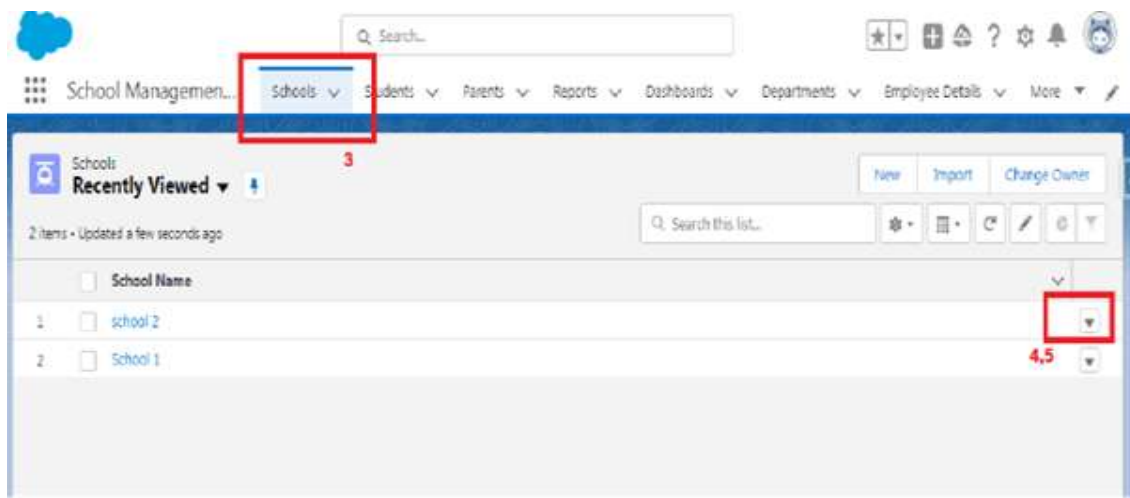 Search...
School Managemen... Schools Students Parents Reports Dashboards Departments Employee Details More
3
Schools
Recently Viewed
New Import Change Owner
2 items • Updated a few seconds ago
Search this list...
School Name
1 school 2
4,5
2 School 1